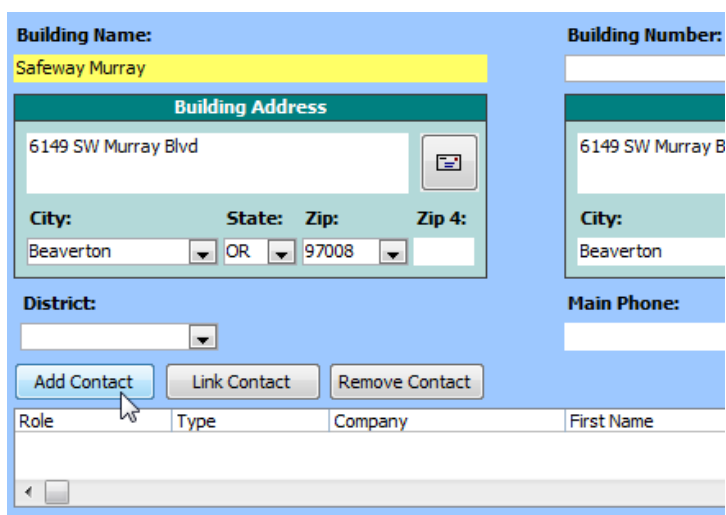 Building Name:
Building Number:
Safeway Murray
Building Address
6149 SW Murray Blvd
6149 SW Murray B
City:
State:
Zip:
Zip 4:
City:
Beaverton
OR
97008
Beaverton
District:
Main Phone:
Add Contact
Link Contact
Remove Contact
Role
Type
Company
First Name